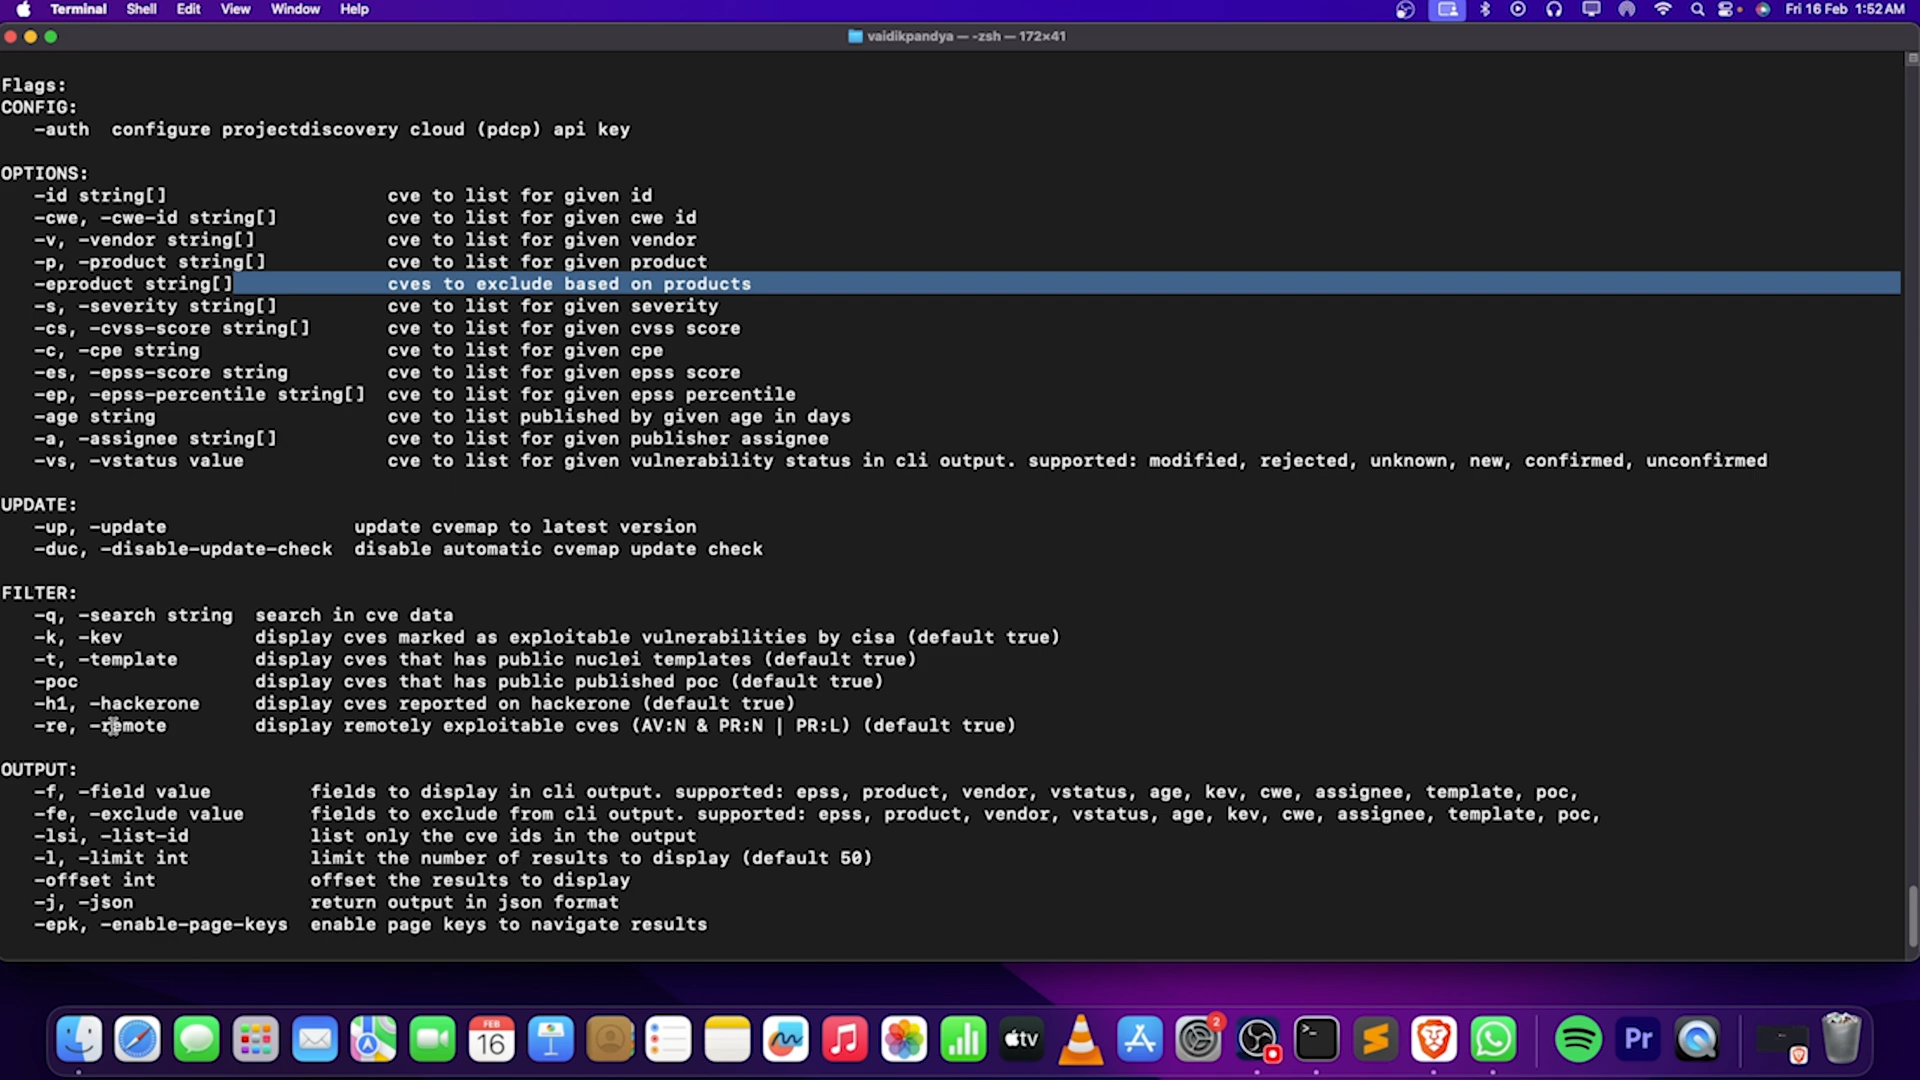 Terminal Shell Edit View Window Help Fri 16 Feb 1:52 AM
vaidikpandya — -zsh — 172×41
Flags:
CONFIG:
-auth configure projectdiscovery cloud (pdcp) api key
OPTIONS:
-id string[] cve to list for given id
-cwe, -cwe-id string[] cve to list for given cwe id
-v, -vendor string[] cve to list for given vendor
-p, -product string[] cve to list for given product
-eproduct string[] cves to exclude based on products
-s, -severity string[] cve to list for given severity
-cs, -cvss-score string[] cve to list for given cvss score
-c, -cpe string cve to list for given cpe
-es, -epss-score string cve to list for given epss score
-ep, -epss-percentile string[] cve to list for given epss percentile
-age string cve to list published by given age in days
-a, -assignee string[] cve to list for given publisher assignee
-vs, -vstatus value cve to list for given vulnerability status in cli output. supported: modified, rejected, unknown, new, confirmed, unconfirmed
UPDATE:
-up, -update update cvemap to latest version
-duc, -disable-update-check disable automatic cvemap update check
FILTER:
-q, -search string search in cve data
-k, -kev display cves marked as exploitable vulnerabilities by cisa (default true)
-t, -template display cves that has public nuclei templates (default true)
-poc display cves that has public published poc (default true)
-h1, -hackerone display cves reported on hackerone (default true)
-re, -remote display remotely exploitable cves (AV:N & PR:N | PR:L) (default true)
OUTPUT:
-f, -field value fields to display in cli output. supported: epss, product, vendor, vstatus, age, kev, cwe, assignee, template, poc,
-fe, -exclude value fields to exclude from cli output. supported: epss, product, vendor, vstatus, age, kev, cwe, assignee, template, poc,
-lsi, -list-id list only the cve ids in the output
-l, -limit int limit the number of results to display (default 50)
-offset int offset the results to display
-j, -json return output in json format
-epk, -enable-page-keys enable page keys to navigate results
FEB
16
tv
2
>_
Pr